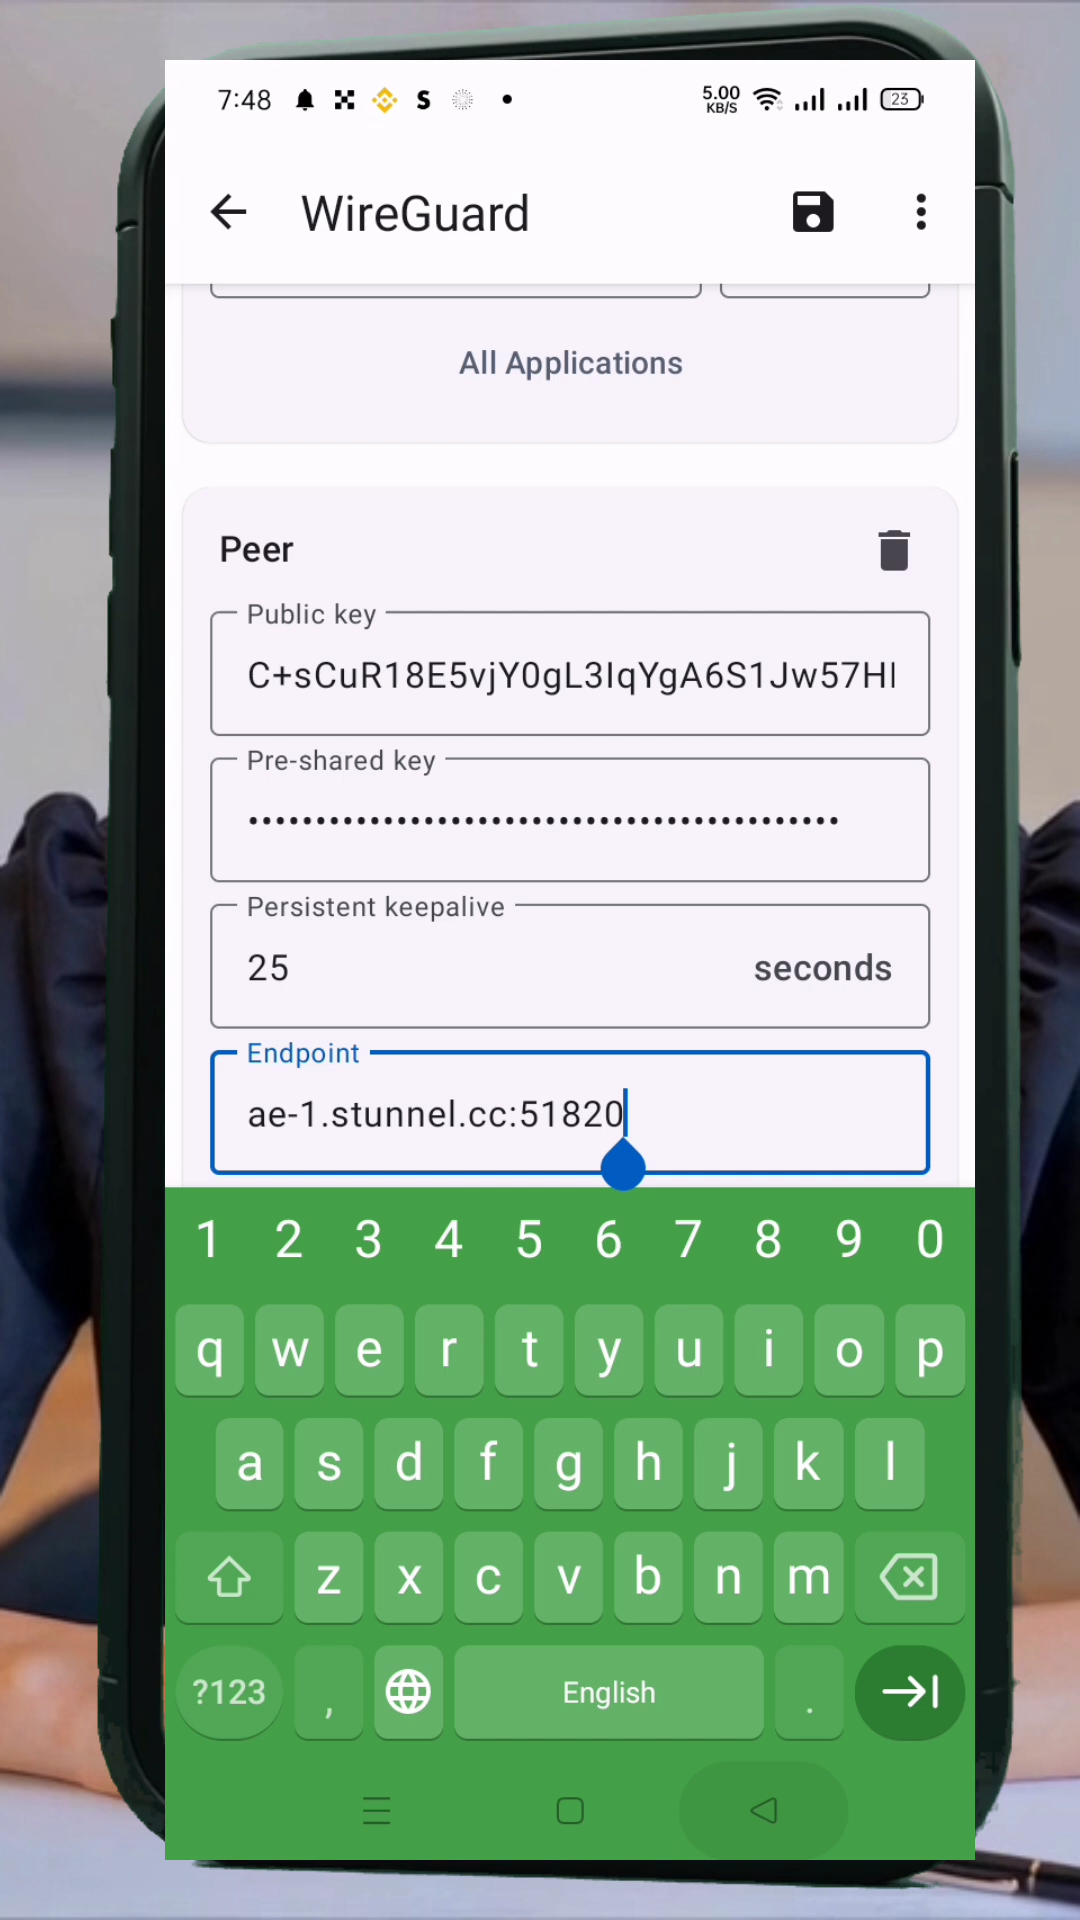 7:48 S 5.00 KB/S 23
WireGuard
All Applications
Peer
Public key
C+sCuR18E5vjY0gL3IqYgA6S1Jw57H
Pre-shared key
••••••••••••••••••••••••••••••••••••••••••••
Persistent keepalive
25 seconds
Endpoint
ae-1.stunnel.cc:51820
1 2 3 4 5 6 7 8 9 0
q w e r t y u i o p
a s d f g h j k l
z x c v b n m
?123 , English .